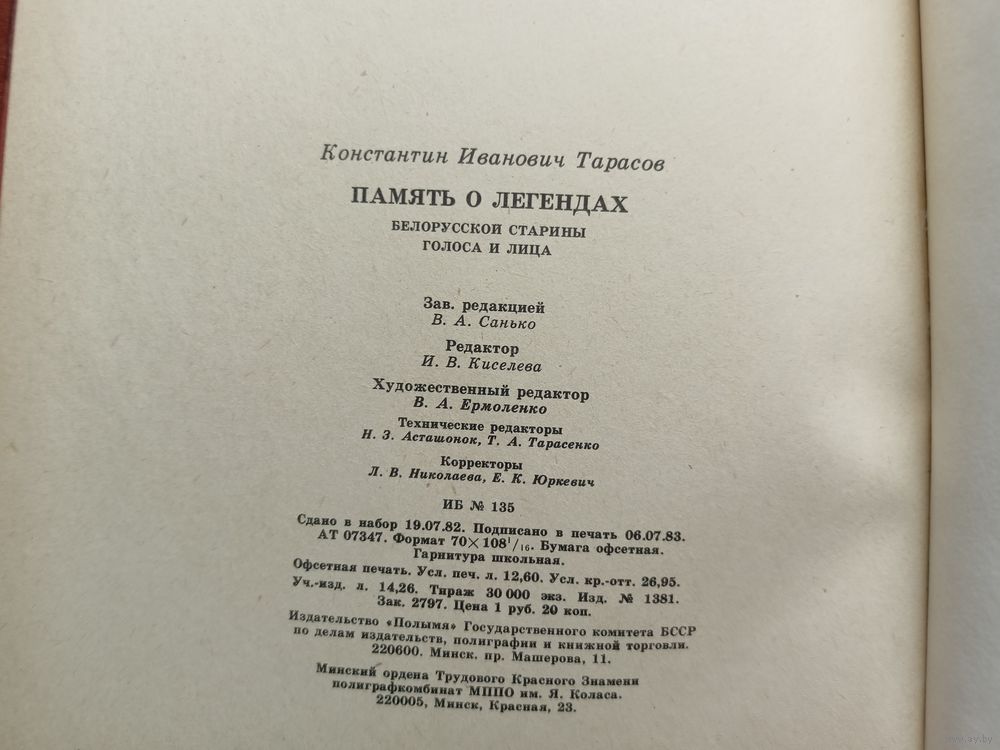 Константин Иванович Тарасов
ПАМЯТЬ О ЛЕГЕНДАХ
БЕЛОРУССКОЙ СТАРИНЫ
ГОЛОСА И ЛИЦА
Зав. редакцией
В. А. Санько
Редактор
И. В. Киселева
Художественный редактор
В. А. Ермоленко
Технические редакторы
Н. З. Асташонок, Т. А. Тарасенко
Корректоры
Л. В. Николаева, Е. К. Юркевич
ИБ № 135
Сдано в набор 19.07.82. Подписано в печать 06.07.83.
АТ 07347. Формат 70×108¹/₁₆. Бумага офсетная.
Гарнитура школьная.
Офсетная печать. Усл. печ. л. 12,60. Усл. кр.-отт. 26,95.
Уч.-изд. л. 14,26. Тираж 30 000 экз. Изд. № 1381.
Зак. 2797. Цена 1 руб. 20 коп.
Издательство «Полымя» Государственного комитета БССР
по делам издательств, полиграфии и книжной торговли.
220600. Минск. пр. Машерова, 11.
Минский ордена Трудового Красного Знамени
полиграфкомбинат МППО им. Я. Коласа.
220005, Минск, Красная, 23.
www.ay.by